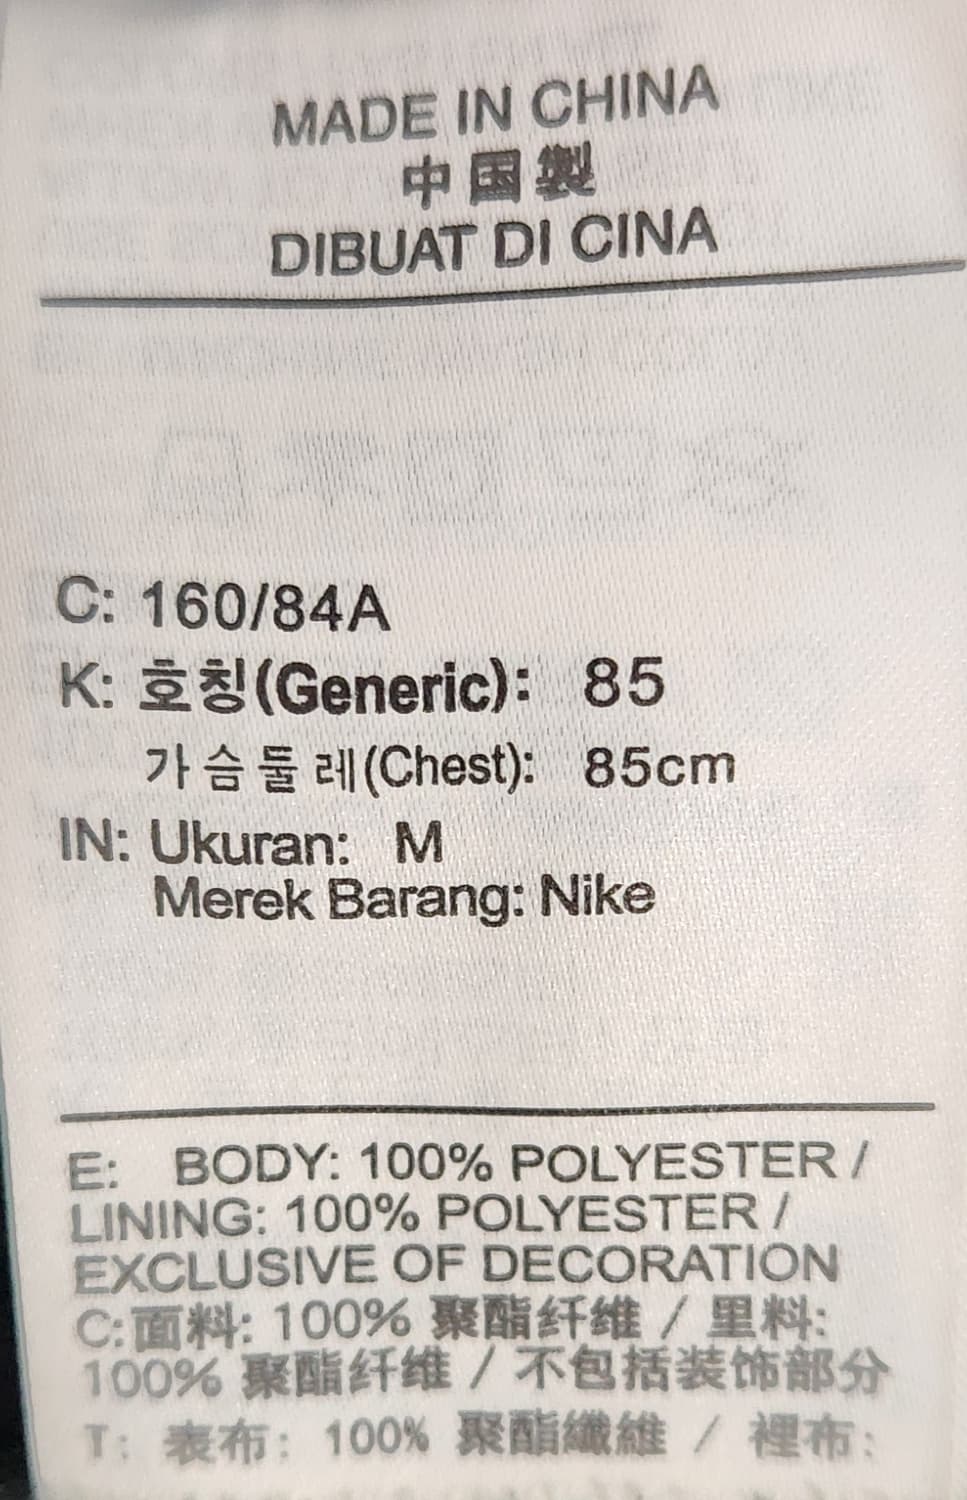 MADE IN CHINA
中国製
DIBUAT DI CINA
C: 160/84A
K: 호칭(Generic): 85
가슴둘레(Chest): 85cm
IN: Ukuran: M
Merek Barang: Nike
E: BODY: 100% POLYESTER /
LINING: 100% POLYESTER /
EXCLUSIVE OF DECORATION
C:面料: 100% 聚酯纤维 / 里料:
100% 聚酯纤维 / 不包括装饰部分
T: 表布: 100% 聚酯纖維 / 裡布: